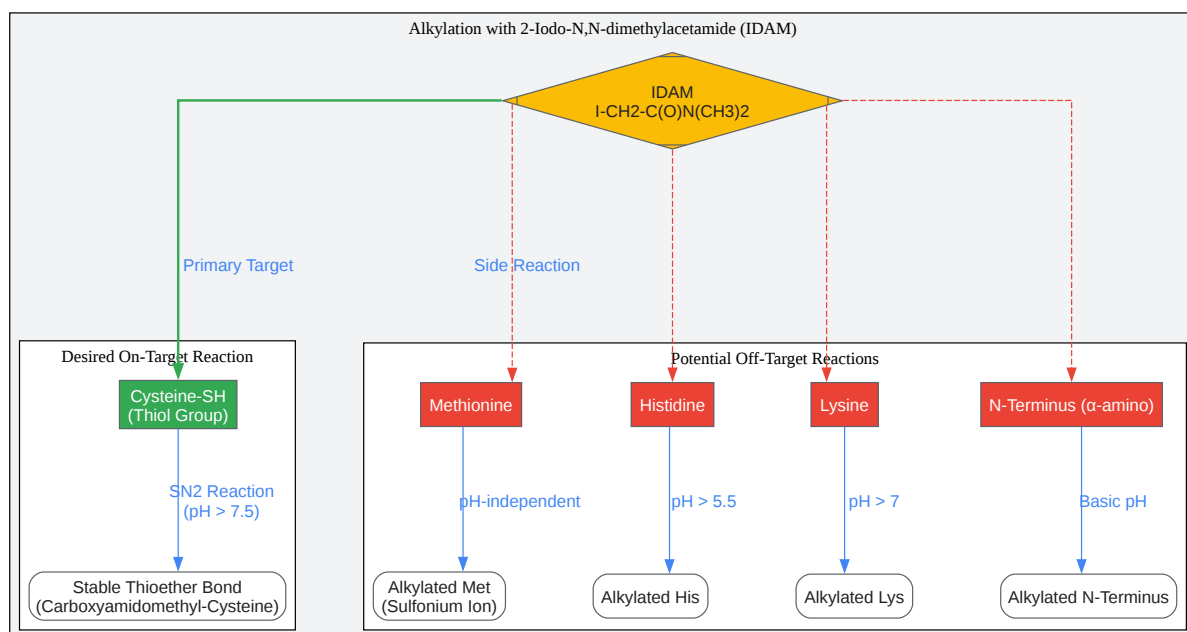 Alkylation with 2-Iodo-N,N-dimethylacetamide (IDAM)
IDAM
I-CH2-C(O)N(CH3)2
Primary Target
Side Reaction
Desired On-Target Reaction
Potential Off-Target Reactions
Cysteine-SH
(Thiol Group)
Methionine
Histidine
Lysine
N-Terminus (α-amino)
SN2 Reaction
(pH > 7.5)
pH-independent
pH > 5.5
pH > 7
Basic pH
Stable Thioether Bond
(Carboxyamidomethyl-Cysteine)
Alkylated Met
(Sulfonium Ion)
Alkylated His
Alkylated Lys
Alkylated N-Terminus